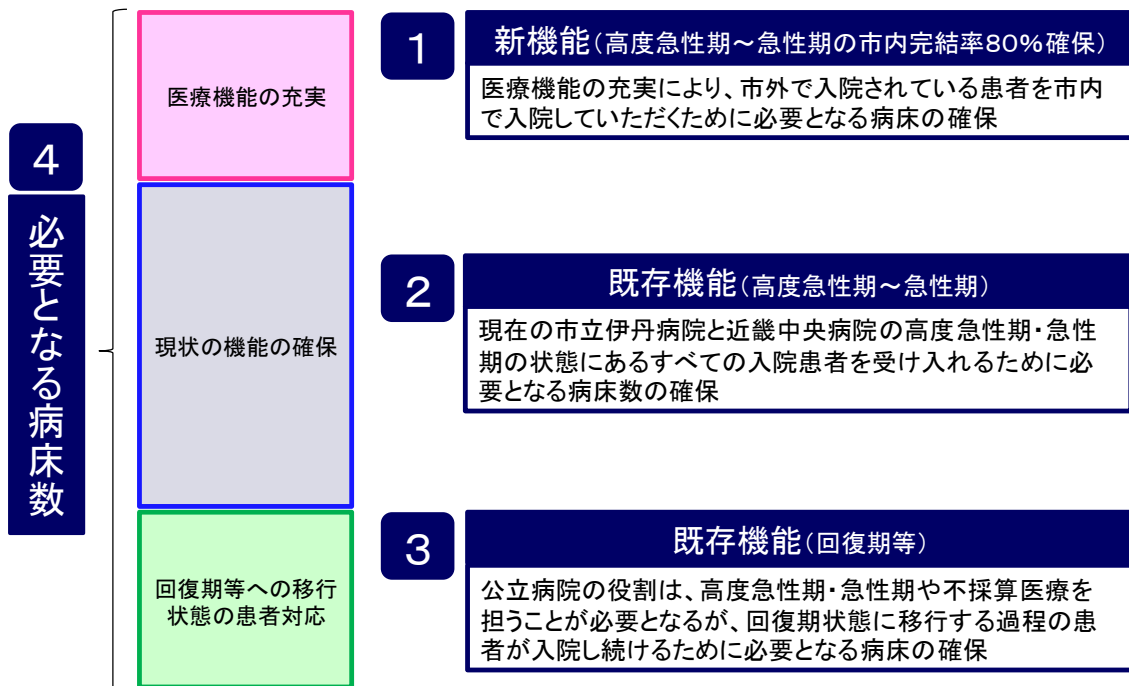 4
必要となる病床数
医療機能の充実
現状の機能の確保
回復期等への移行
状態の患者対応
1
新機能(高度急性期～急性期の市内完結率80%確保)
医療機能の充実により、市外で入院されている患者を市内
で入院していただくために必要となる病床の確保
2
既存機能(高度急性期～急性期)
現在の市立伊丹病院と近畿中央病院の高度急性期・急性
期の状態にあるすべての入院患者を受け入れるために必
要となる病床数の確保
3
既存機能(回復期等)
公立病院の役割は、高度急性期・急性期や不採算医療を
担うことが必要となるが、回復期状態に移行する過程の患
者が入院し続けるために必要となる病床の確保